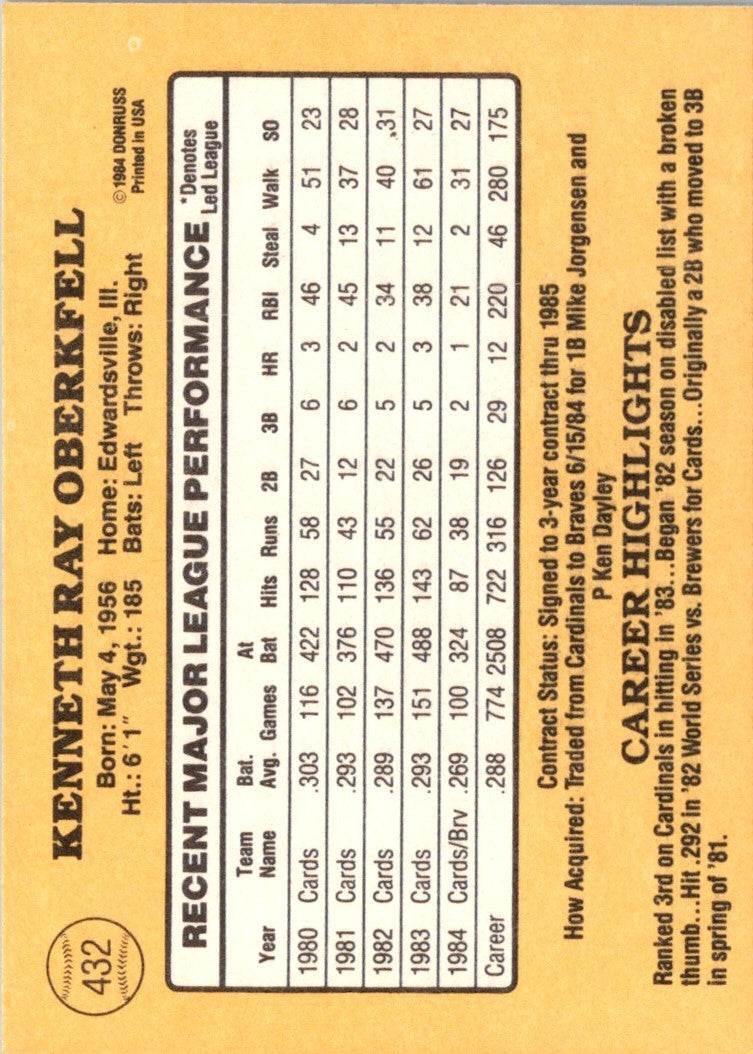 432
KENNETH RAY OBERKFELL
Born: May 4, 1956 Home: Edwardsville, Ill.
Ht.: 6'1" Wgt.: 185 Bats: Left Throws: Right
©1984 DONRUSS
Printed in USA
RECENT MAJOR LEAGUE PERFORMANCE
*Denotes
Led League
Year Team Name Bat. Avg. Games At Bat Hits Runs 2B 3B HR RBI Steal Walk SO
1980 Cards .303 116 422 128 58 27 6 3 46 4 51 23
1981 Cards .293 102 376 110 43 12 6 2 45 13 37 28
1982 Cards .289 137 470 136 55 22 5 2 34 11 40 31
1983 Cards .293 151 488 143 62 26 5 3 38 12 61 27
1984 Cards/Brv .269 100 324 87 38 19 2 1 21 2 31 27
Career .288 774 2508 722 316 126 29 12 220 46 280 175
Contract Status: Signed to 3-year contract thru 1985
How Acquired: Traded from Cardinals to Braves 6/15/84 for 1B Mike Jorgensen and
P Ken Dayley
CAREER HIGHLIGHTS
Ranked 3rd on Cardinals in hitting in '83...Began '82 season on disabled list with a broken
thumb...Hit .292 in '82 World Series vs. Brewers for Cards...Originally a 2B who moved to 3B
in spring of '81.